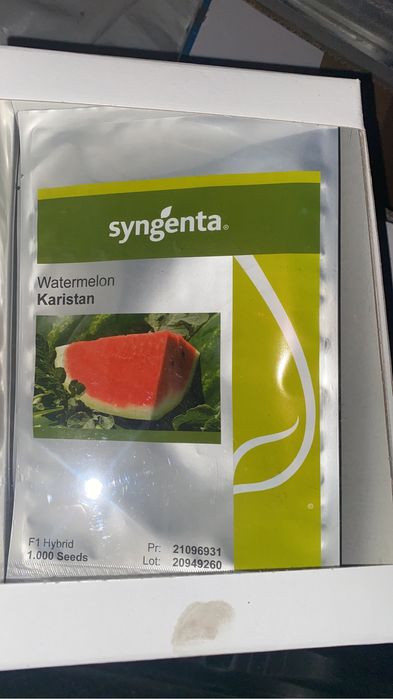 syngenta®
Watermelon
Karistan
F1 Hybrid
1.000 Seeds
Pr: 21096931
Lot: 20949260